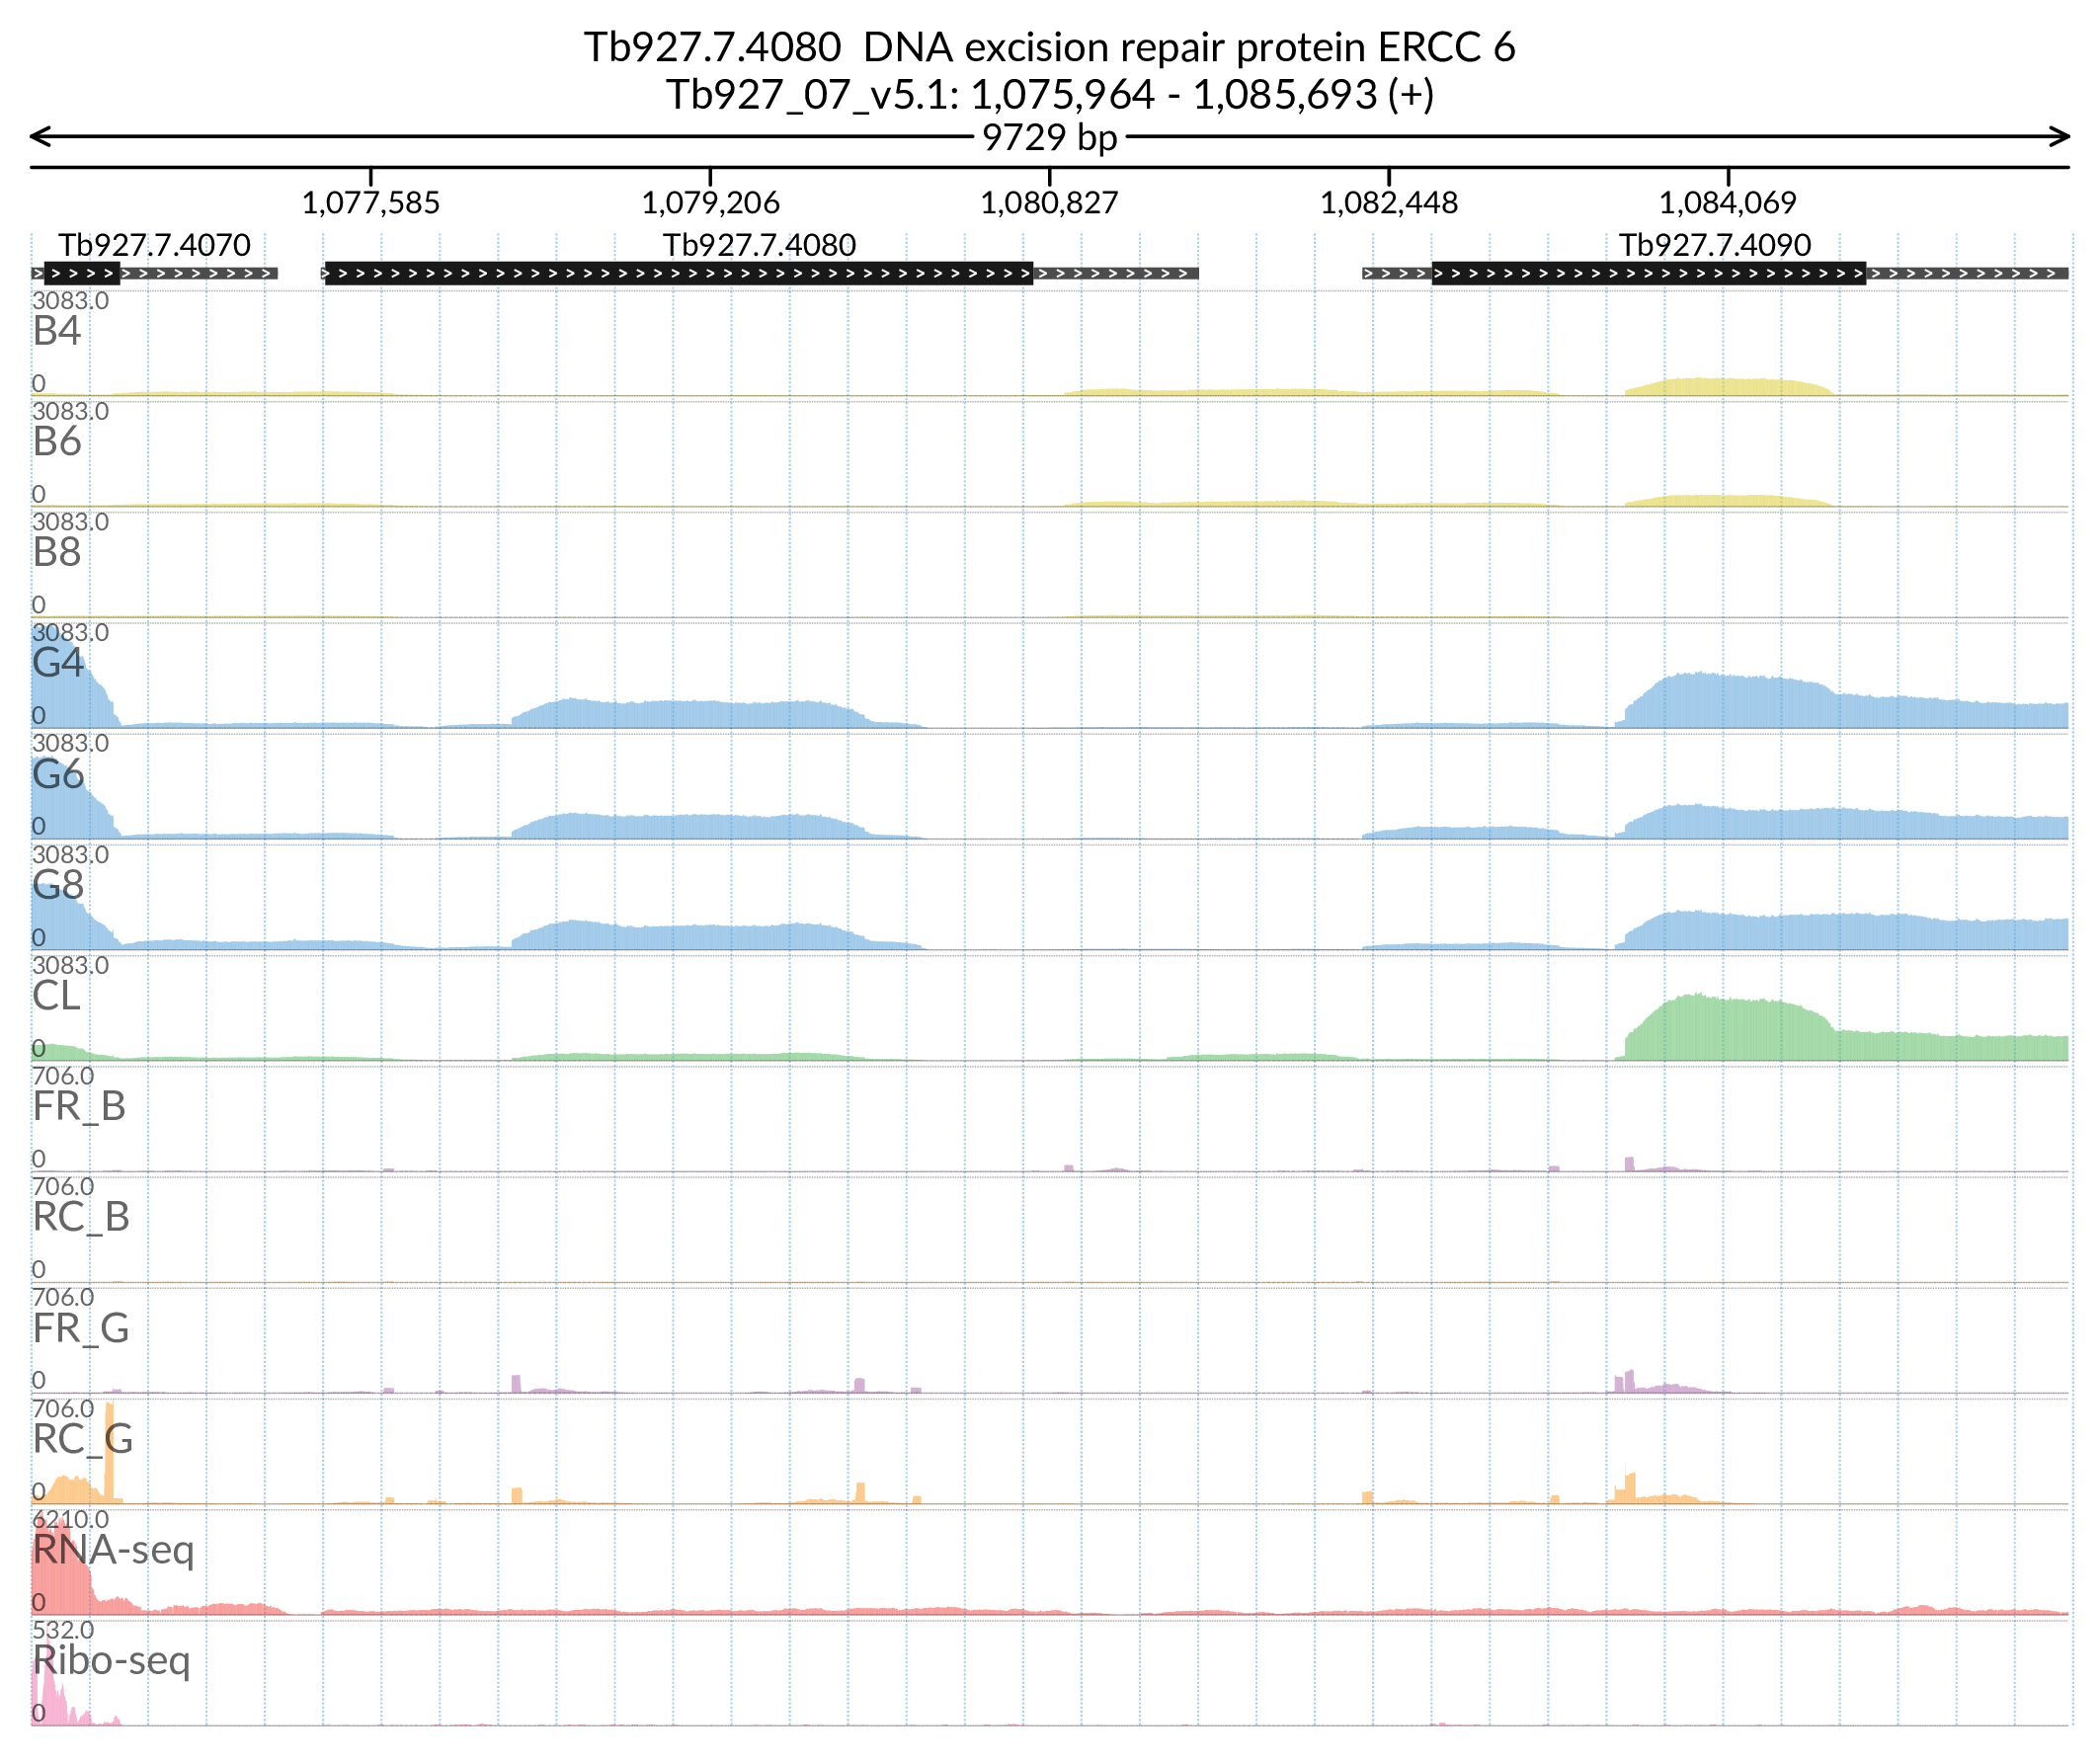 Tb927.7.4080  DNA excision repair protein ERCC 6
Tb927_07_v5.1: 1,075,964 - 1,085,693 (+)
9729 bp
1,077,585 1,079,206 1,080,827 1,082,448 1,084,069
Tb927.7.4070 Tb927.7.4080 Tb927.7.4090
3083.0
B4
0
3083.0
B6
0
3083.0
B8
0
3083.0
G4
0
3083.0
G6
0
3083.0
G8
0
3083.0
CL
0
706.0
FR_B
0
706.0
RC_B
0
706.0
FR_G
0
706.0
RC_G
0
6210.0
RNA-seq
0
532.0
Ribo-seq
0